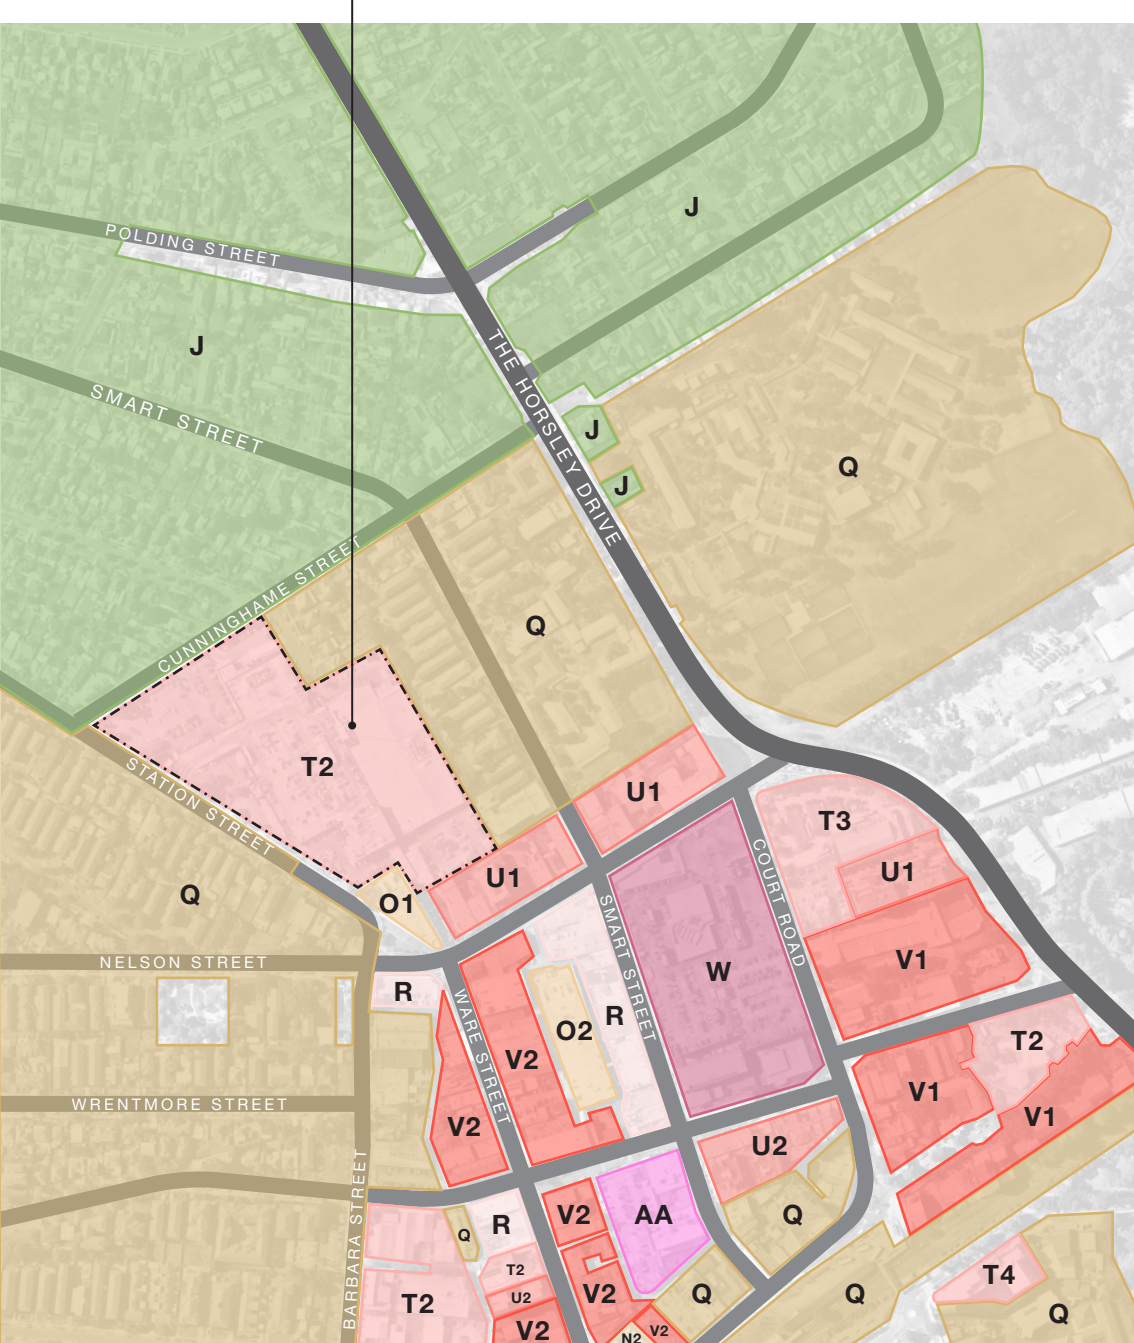 J
POLDING STREET
J
SMART STREET
THE HORSLEY DRIVE
J
J
Q
CUNNINGHAME STREET
Q
T2
STATION STREET
U1
T3
COURT ROAD
U1
U1
Q
O1
SMART STREET
V1
NELSON STREET
W
R
WARE STREET
O2
R
T2
V2
V1
WRENTMORE STREET
V1
V2
U2
BARBARA STREET
V2
AA
Q
R
Q
T2
T4
U2
V2
Q
Q
T2
Q
V2
N2
V2